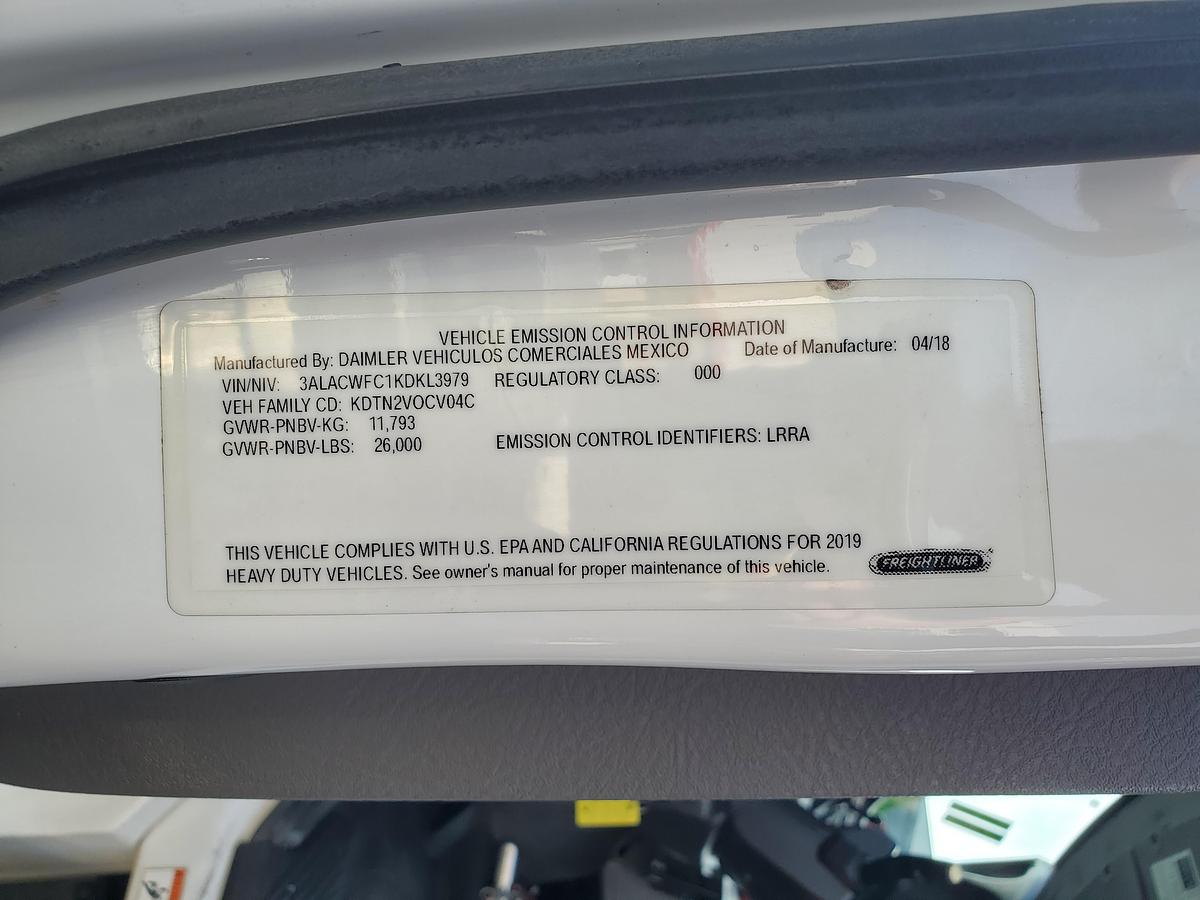 VEHICLE EMISSION CONTROL INFORMATION
Manufactured By: DAIMLER VEHICULOS COMERCIALES MEXICO Date of Manufacture: 04/18
VIN/NIV: 3ALACWFC1KDKL3979 REGULATORY CLASS: 000
VEH FAMILY CD: KDTN2VOCV04C
GVWR-PNBV-KG: 11,793
GVWR-PNBV-LBS: 26,000 EMISSION CONTROL IDENTIFIERS: LRRA
THIS VEHICLE COMPLIES WITH U.S. EPA AND CALIFORNIA REGULATIONS FOR 2019
HEAVY DUTY VEHICLES. See owner's manual for proper maintenance of this vehicle.
FREIGHTLINER